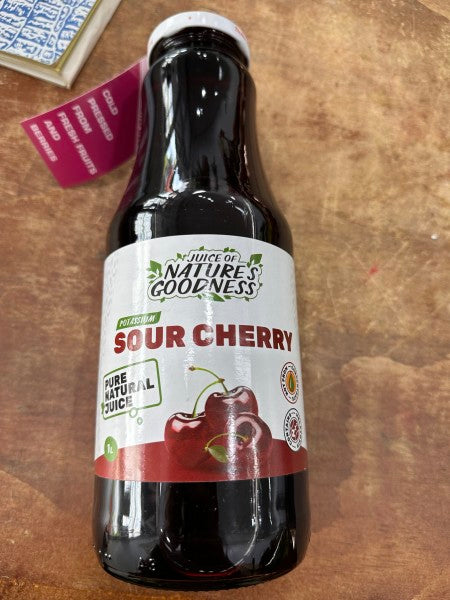 COLD
PRESSED
FROM
FRESH FRUITS
AND
BERRIES
JUICE OF
NATURE'S
GOODNESS
POTASSIUM
SOUR CHERRY
PURE
NATURAL
JUICE
1L